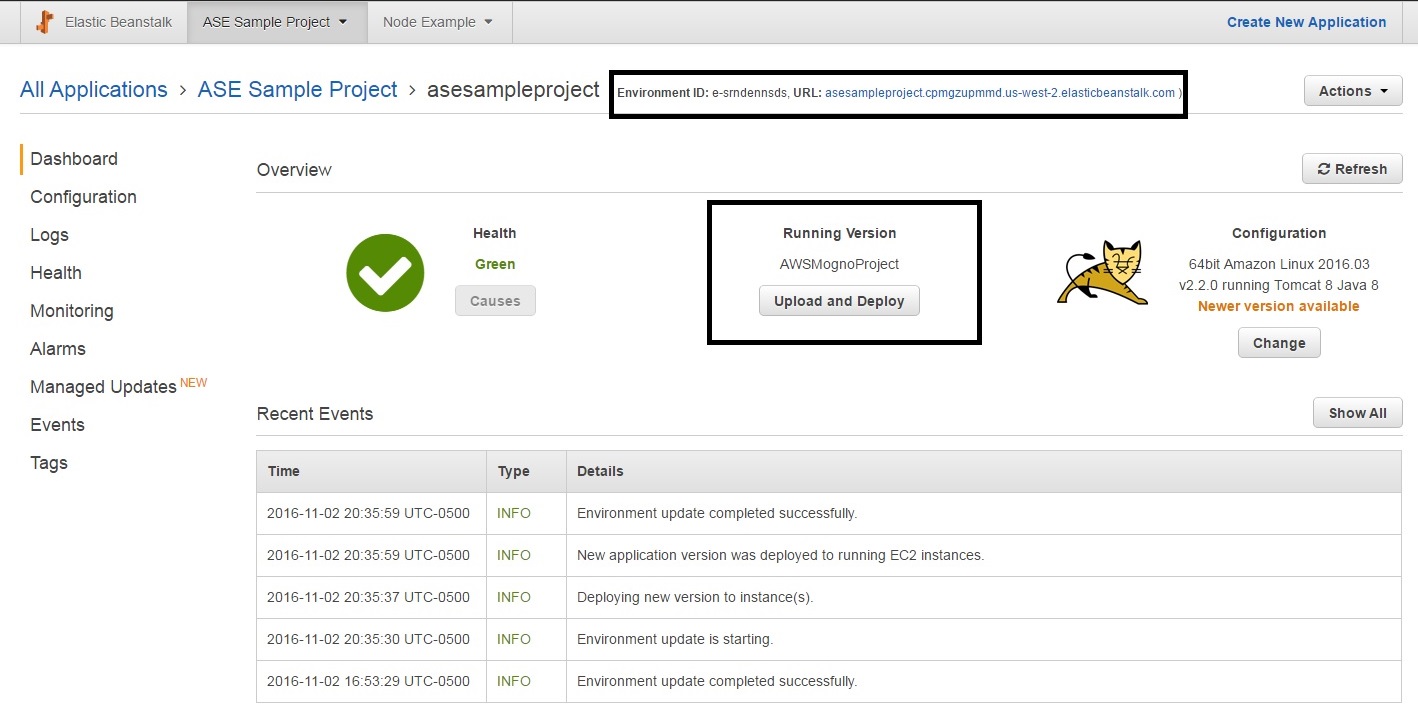 Elastic Beanstalk ASE Sample Project Node Example Create New Application
All Applications > ASE Sample Project > asesampleproject Environment ID: e-srndennsds, URL: asesampleproject.cpmgzupmmd.us-west-2.elasticbeanstalk.com ) Actions
Dashboard
Configuration
Logs
Health
Monitoring
Alarms
Managed Updates NEW
Events
Tags
Overview Refresh
Health
Green
Causes
Running Version
AWSMognoProject
Upload and Deploy
Configuration
64bit Amazon Linux 2016.03
v2.2.0 running Tomcat 8 Java 8
Newer version available
Change
Recent Events Show All
Time Type Details
2016-11-02 20:35:59 UTC-0500 INFO Environment update completed successfully.
2016-11-02 20:35:59 UTC-0500 INFO New application version was deployed to running EC2 instances.
2016-11-02 20:35:37 UTC-0500 INFO Deploying new version to instance(s).
2016-11-02 20:35:30 UTC-0500 INFO Environment update is starting.
2016-11-02 16:53:29 UTC-0500 INFO Environment update completed successfully.